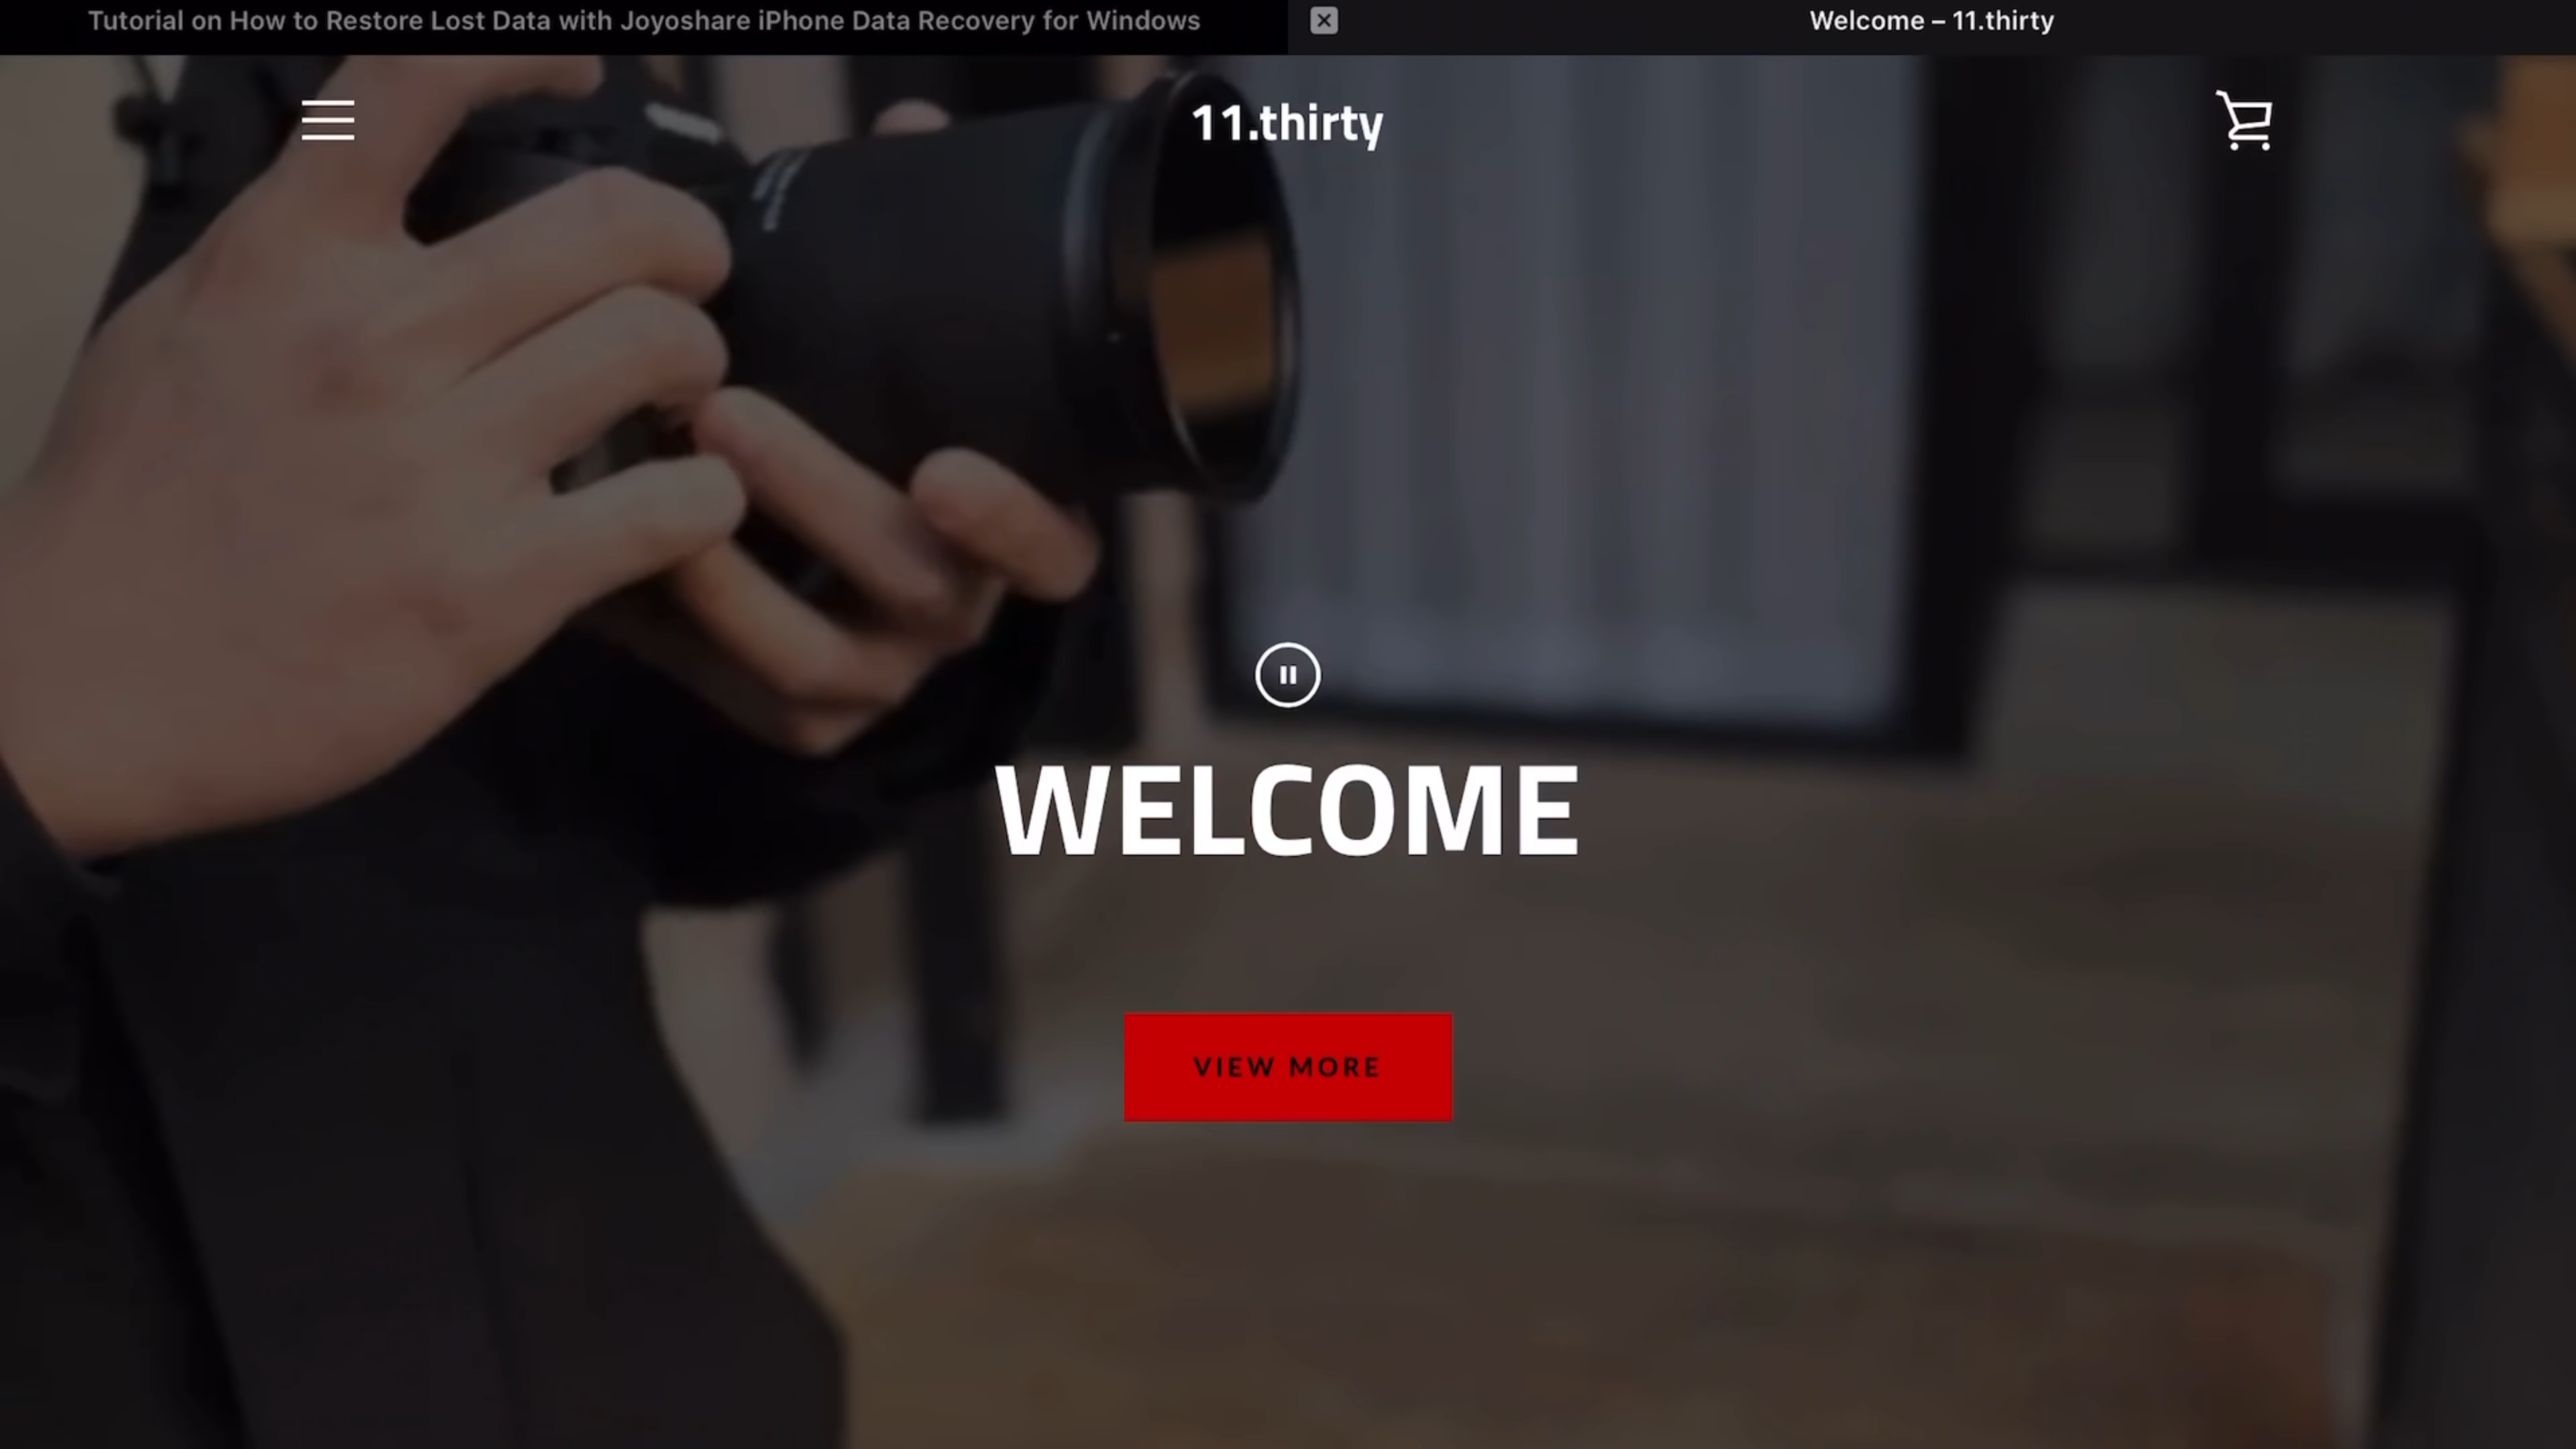 Tutorial on How to Restore Lost Data with Joyoshare iPhone Data Recovery for Windows
Welcome – 11.thirty
11.thirty
WELCOME
VIEW MORE